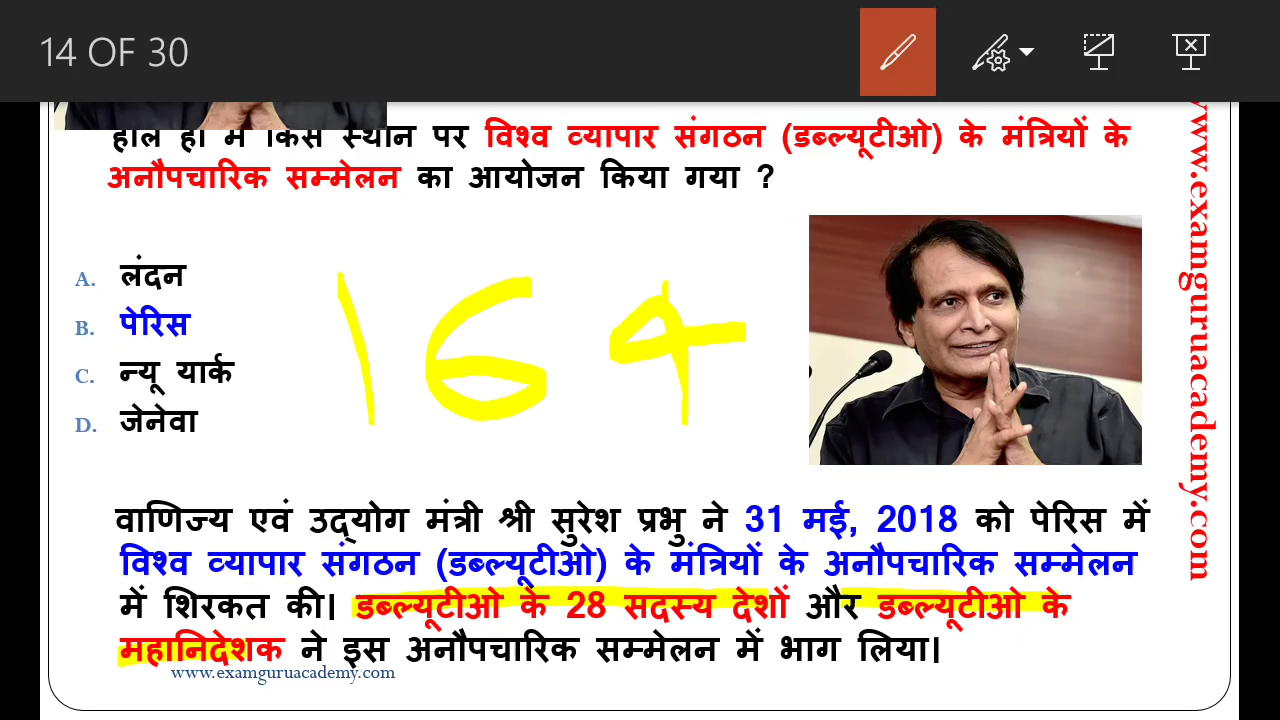 14 OF 30
हाल ही में किस स्थान पर विश्व व्यापार संगठन (डब्ल्यूटीओ) के मंत्रियों के
अनौपचारिक सम्मेलन का आयोजन किया गया ?
A. लंदन
B. पेरिस
C. न्यू यार्क
D. जेनेवा
164
वाणिज्य एवं उद्योग मंत्री श्री सुरेश प्रभु ने 31 मई, 2018 को पेरिस में
विश्व व्यापार संगठन (डब्ल्यूटीओ) के मंत्रियों के अनौपचारिक सम्मेलन
में शिरकत की। डब्ल्यूटीओ के 28 सदस्य देशों और डब्ल्यूटीओ के
महानिदेशक ने इस अनौपचारिक सम्मेलन में भाग लिया।
www.examguruacademy.com
www.examguruacademy.com